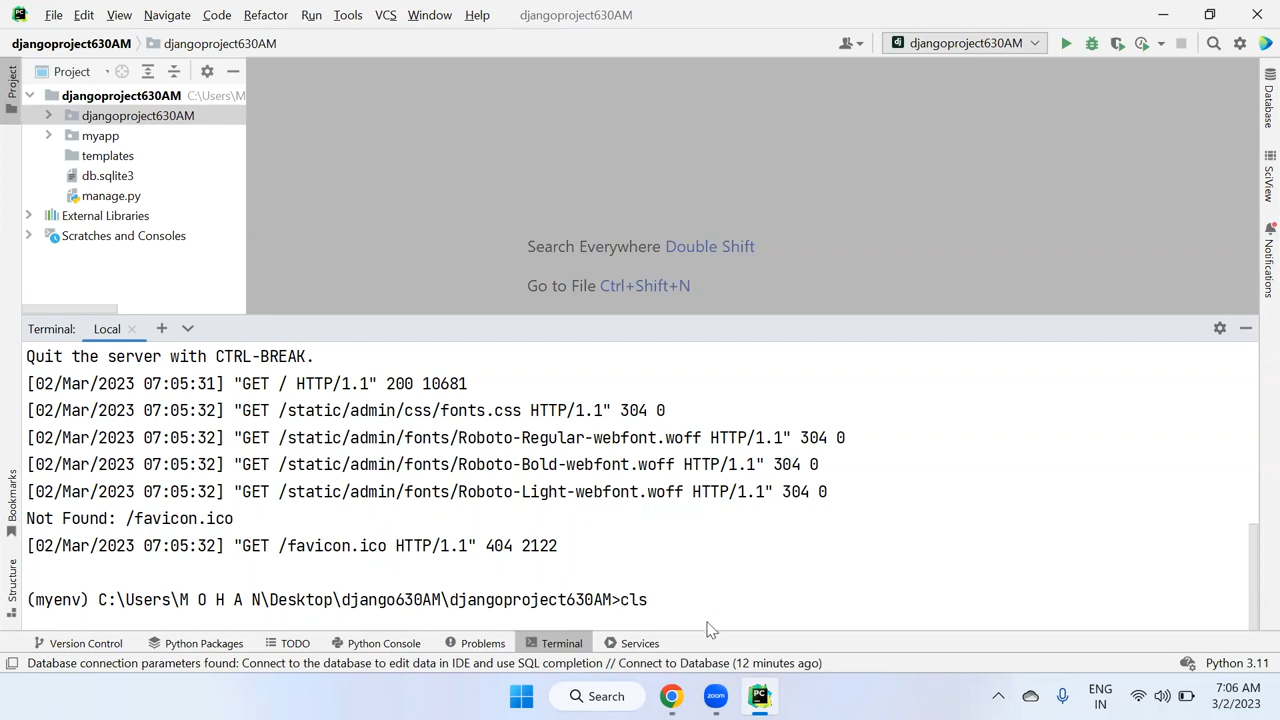 PC File Edit View Navigate Code Refactor Run Tools VCS Window Help djangoproject630AM
djangoproject630AM djangoproject630AM dj djangoproject630AM
Project
Project
djangoproject630AM C:\Users\M
djangoproject630AM
myapp
templates
db.sqlite3
manage.py
External Libraries
Scratches and Consoles
Search Everywhere Double Shift
Go to File Ctrl+Shift+N
Database
SciView
Notifications
Terminal: Local
Quit the server with CTRL-BREAK.
[02/Mar/2023 07:05:31] "GET / HTTP/1.1" 200 10681
[02/Mar/2023 07:05:32] "GET /static/admin/css/fonts.css HTTP/1.1" 304 0
[02/Mar/2023 07:05:32] "GET /static/admin/fonts/Roboto-Regular-webfont.woff HTTP/1.1" 304 0
[02/Mar/2023 07:05:32] "GET /static/admin/fonts/Roboto-Bold-webfont.woff HTTP/1.1" 304 0
[02/Mar/2023 07:05:32] "GET /static/admin/fonts/Roboto-Light-webfont.woff HTTP/1.1" 304 0
Not Found: /favicon.ico
[02/Mar/2023 07:05:32] "GET /favicon.ico HTTP/1.1" 404 2122
(myenv) C:\Users\M O H A N\Desktop\django630AM\djangoproject630AM>cls
Bookmarks
Structure
Version Control Python Packages TODO Python Console Problems Terminal Services
Database connection parameters found: Connect to the database to edit data in IDE and use SQL completion // Connect to Database (12 minutes ago) Python 3.11
Search zoom PC
ENG
IN
7:06 AM
3/2/2023